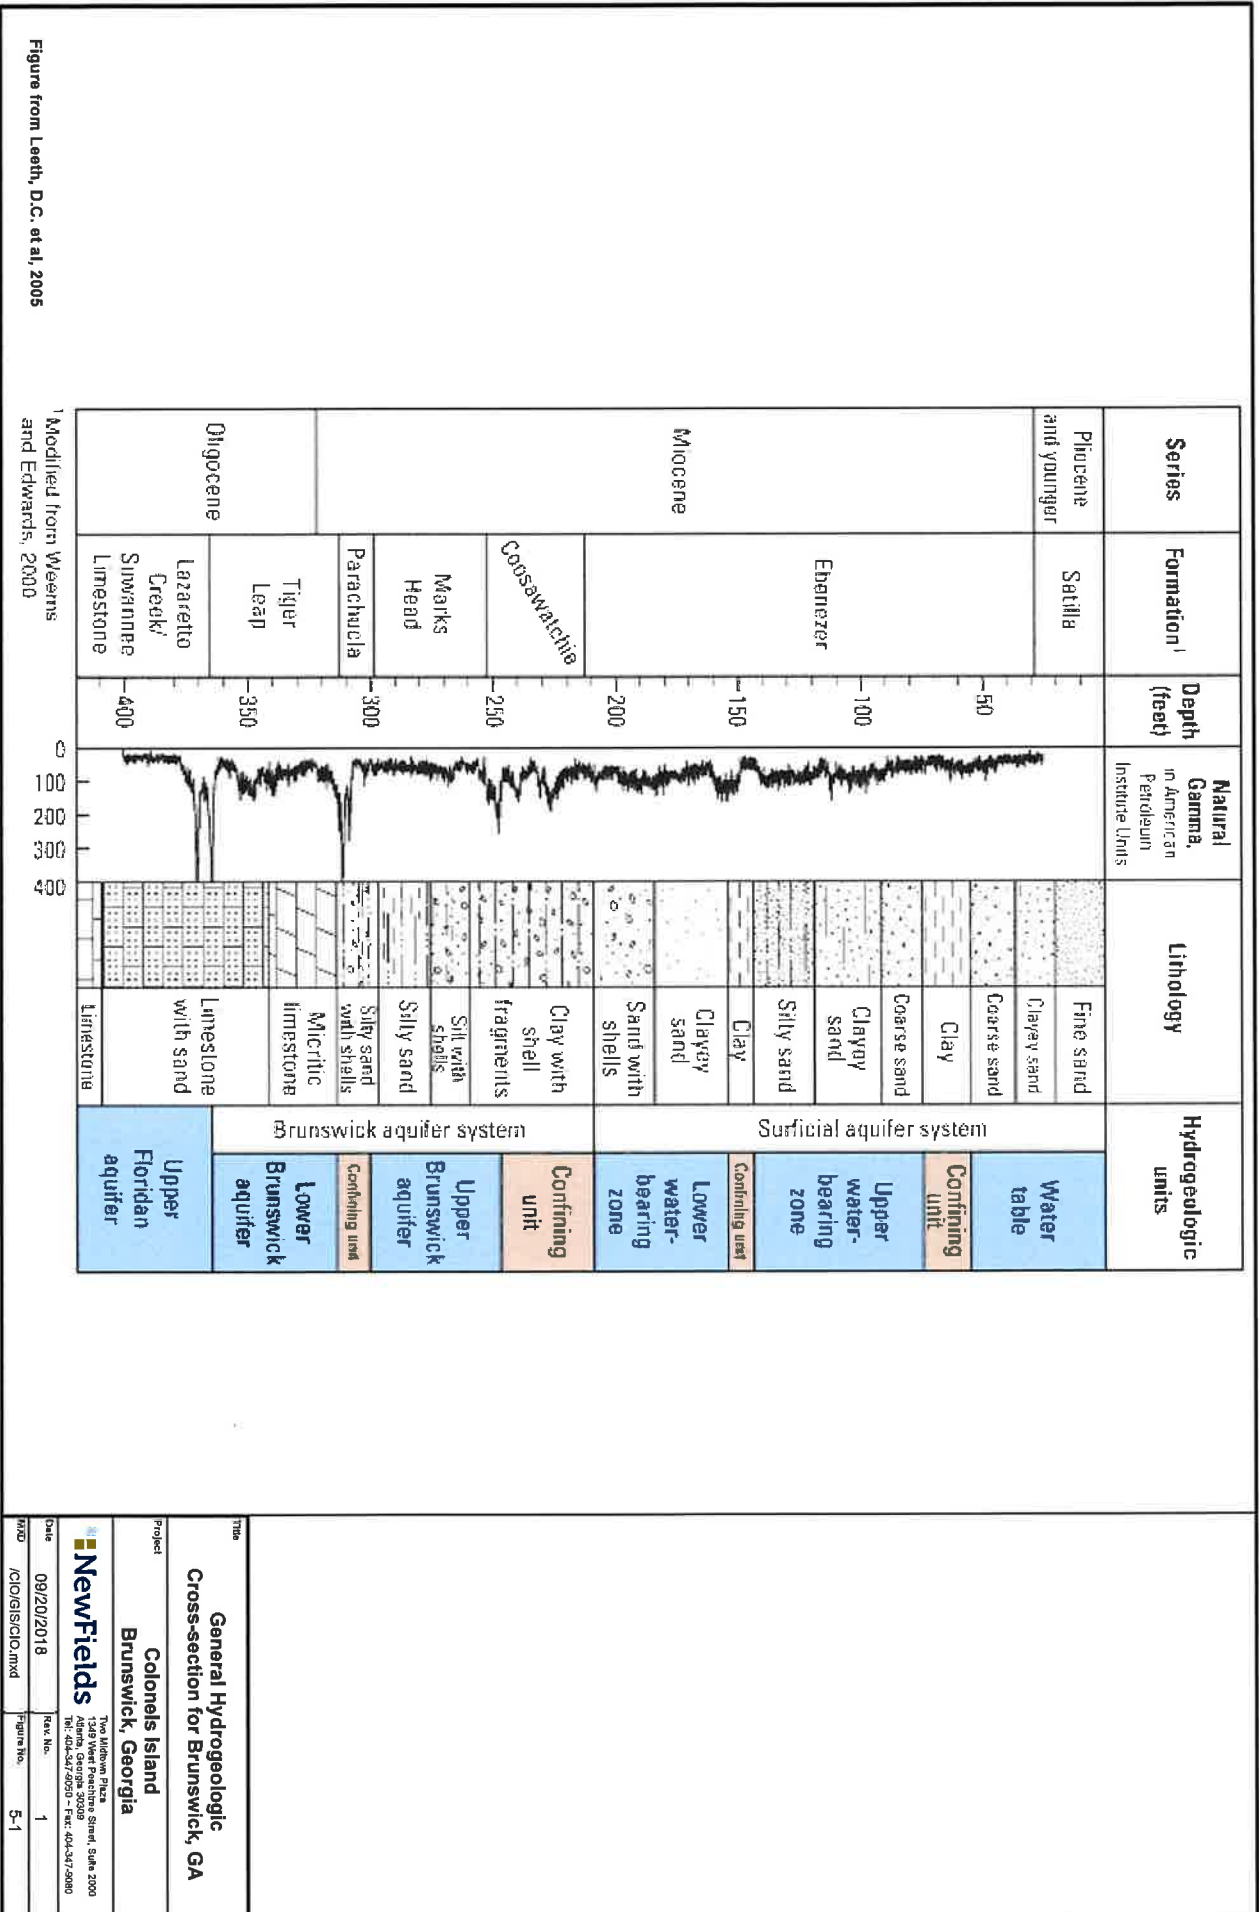 Series
Formation¹
Depth
(feet)
Natural
Gamma,
in American
Petroleum
Institute Units
Lithology
Hydrogeologic
units
Pliocene
and younger
Miocene
Oligocene
Satilla
Ebenezer
Coosawatchie
Marks
Head
Parachucla
Tiger
Leap
Lazaretto
Creek/
Suwannee
Limestone
50
100
150
200
250
300
350
400
0
100
200
300
400
Fine sand
Clayey sand
Coarse sand
Clay
Coarse sand
Clayey
sand
Silty sand
Clay
Clayey
sand
Sand with
shells
Clay with
shell
fragments
Silt with
shells
Silty sand
Silty sand
with shells
Micritic
limestone
Limestone
with sand
Limestone
Surficial aquifer system
Brunswick aquifer system
Water
table
Confining
unit
Upper
water-
bearing
zone
Confining unit
Lower
water-
bearing
zone
Confining
unit
Upper
Brunswick
aquifer
Confining unit
Lower
Brunswick
aquifer
Upper
Floridan
aquifer
¹ Modified from Weems
and Edwards, 2000
Figure from Leeth, D.C. et al, 2005
Title
General Hydrogeologic
Cross-section for Brunswick, GA
Project
Colonels Island
Brunswick, Georgia
NewFields
Two Midtown Plaza
1349 West Peachtree Street, Suite 2000
Atlanta, Georgia 30309
Tel: 404-347-9050 – Fax: 404-347-9080
Date 09/20/2018
Rev. No. 1
MXD /CIO/GIS/CIO.mxd
Figure No. 5-1